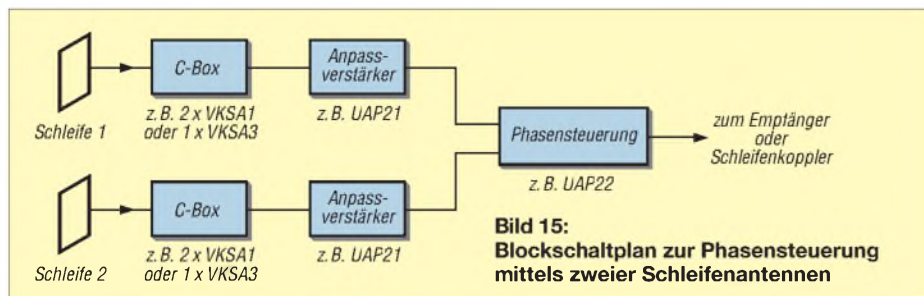 Schleife 1
C-Box
z. B. 2 x VKSA1
oder 1 x VKSA3
Anpass-
verstärker
z. B. UAP21
Schleife 2
C-Box
z. B. 2 x VKSA1
oder 1 x VKSA3
Anpass-
verstärker
z. B. UAP21
Phasensteuerung
z. B. UAP22
zum Emptänger
oder
Schleifenkoppler
Bild 15:
Blockschaltplan zur Phasensteuerung
mittels zweier Schleifenantennen